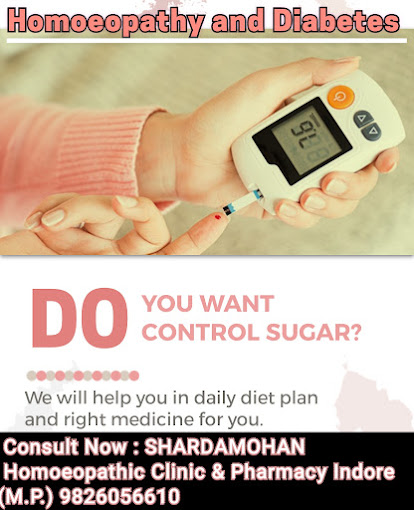 Homoeopathy and Diabetes
DO YOU WANT
CONTROL SUGAR?
We will help you in daily diet plan
and right medicine for you.
Consult Now : SHARDAMOHAN
Homoeopathic Clinic & Pharmacy Indore
(M.P.) 9826056610